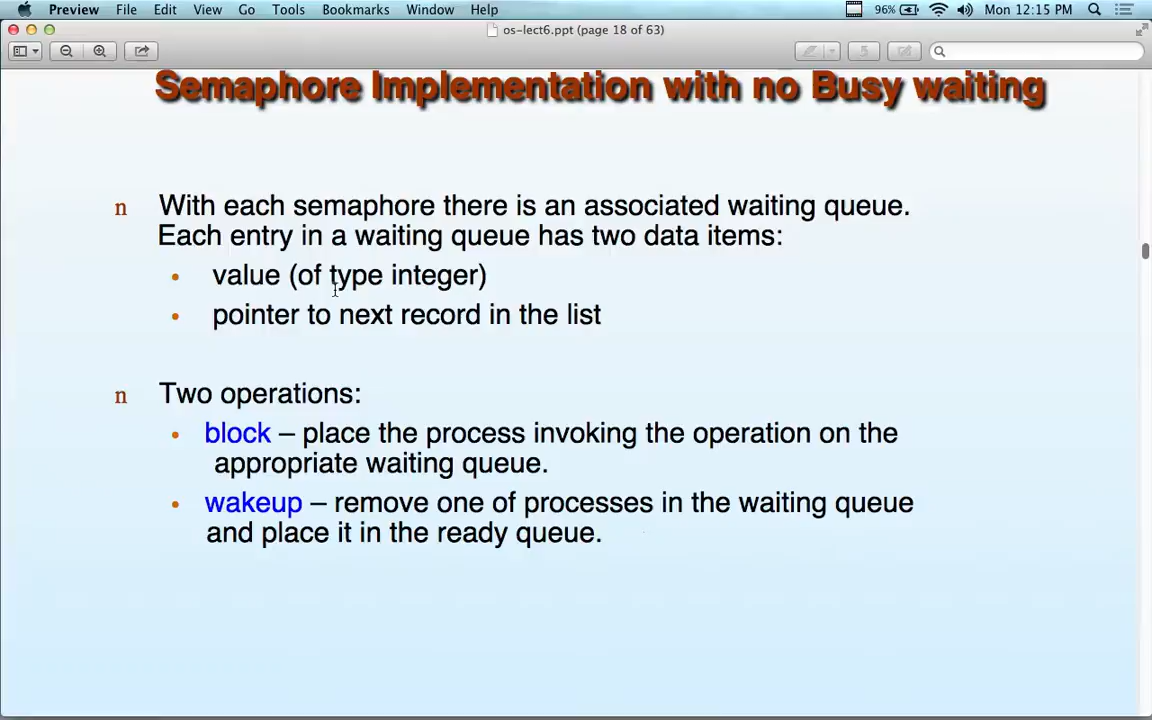 Preview File Edit View Go Tools Bookmarks Window Help 96% Mon 12:15 PM
os-lect6.ppt (page 18 of 63)
Semaphore Implementation with no Busy waiting
n With each semaphore there is an associated waiting queue.
Each entry in a waiting queue has two data items:
• value (of type integer)
• pointer to next record in the list
n Two operations:
• block – place the process invoking the operation on the
appropriate waiting queue.
• wakeup – remove one of processes in the waiting queue
and place it in the ready queue.